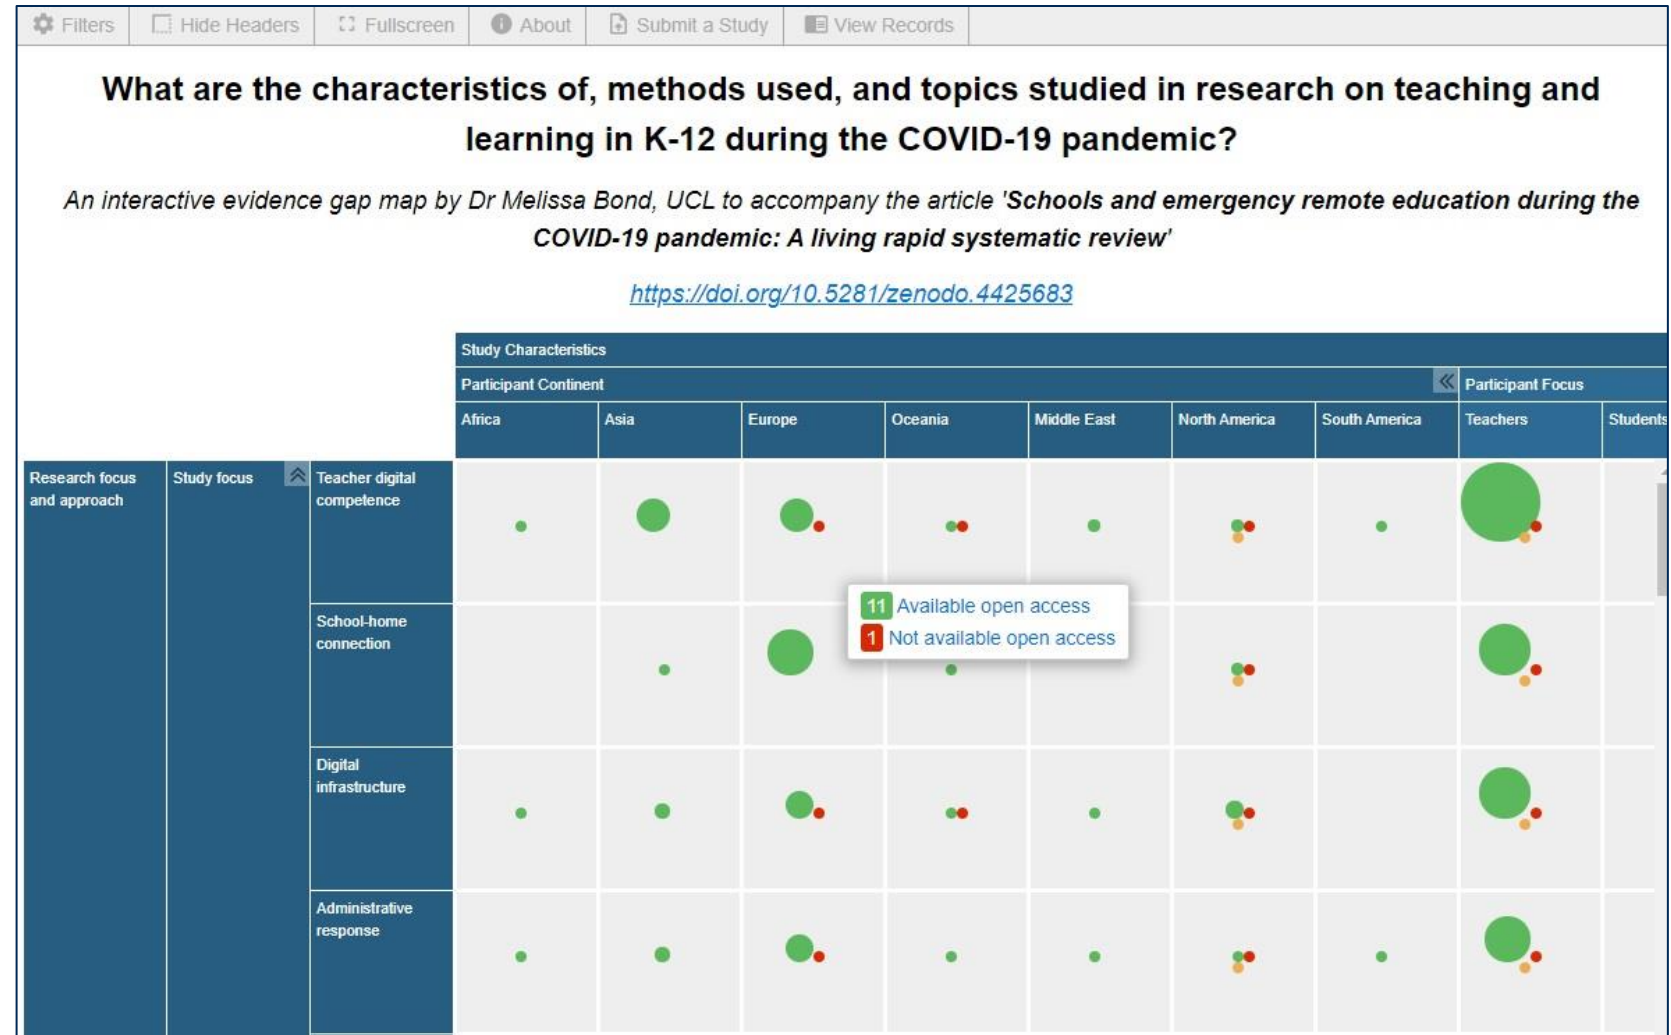 Filters Hide Headers Fullscreen About Submit a Study View Records
What are the characteristics of, methods used, and topics studied in research on teaching and
learning in K-12 during the COVID-19 pandemic?
An interactive evidence gap map by Dr Melissa Bond, UCL to accompany the article 'Schools and emergency remote education during the
COVID-19 pandemic: A living rapid systematic review'
https://doi.org/10.5281/zenodo.4425683
Study Characteristics
Participant Continent Participant Focus
Africa Asia Europe Oceania Middle East North America South America Teachers Students
Research focus
and approach
Study focus
Teacher digital
competence
11 Available open access
1 Not available open access
School-home
connection
Digital
infrastructure
Administrative
response